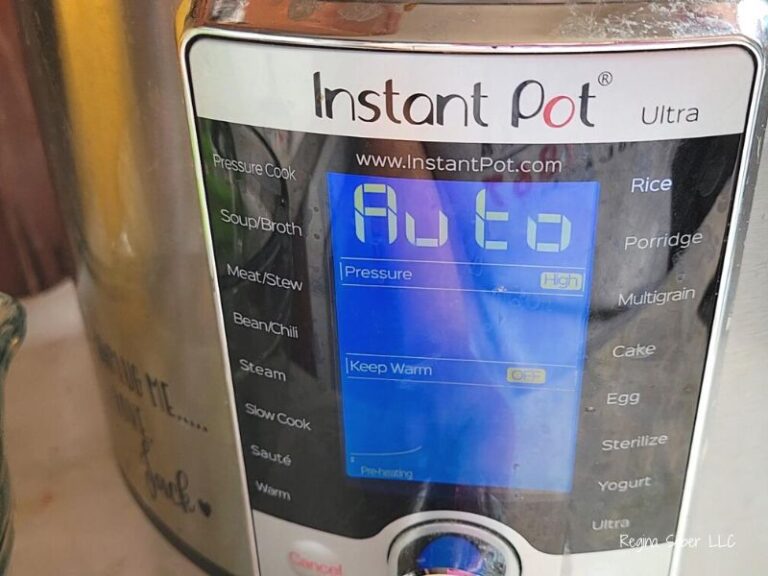 Instant Pot® Ultra
www.InstantPot.com
Pressure Cook
Soup/Broth
Meat/Stew
Bean/Chili
Steam
Slow Cook
Sauté
Warm
Auto
Pressure High
Keep Warm OFF
Pre-heating
Rice
Porridge
Multigrain
Cake
Egg
Sterilize
Yogurt
Ultra
Cancel
ME.....
&
Jack
Regina Sober LLC